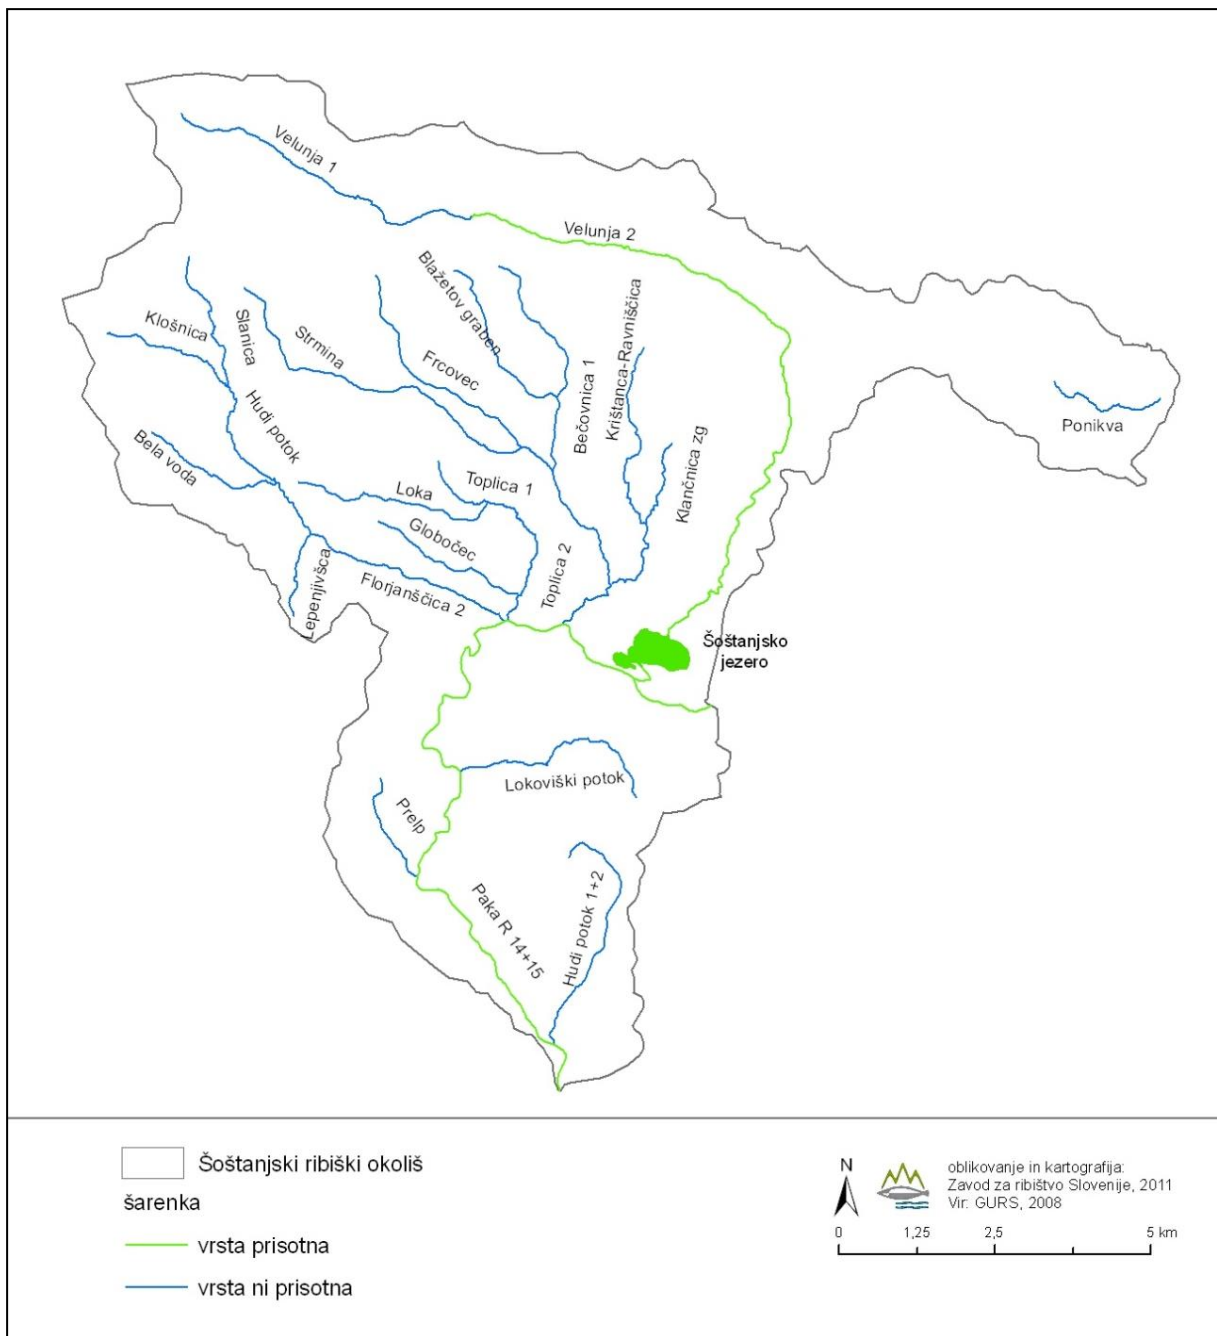 Velunja 1
Velunja 2
Blažetov graben
Krištanca-Ravniščica
Klošnica
Slanica
Strmina
Frcovec
Bečovnica 1
Ponikva
Hudi potok
Bela voda
Toplica 1
Loka
Klančnica zg
Globočec
Toplica 2
Lepenjivšca
Florjanščica 2
Šoštanjsko
jezero
Lokoviški potok
Prelp
Paka R 14+15
Hudi potok 1+2
Šoštanjski ribiški okoliš
šarenka
vrsta prisotna
vrsta ni prisotna
N
oblikovanje in kartografija:
Zavod za ribištvo Slovenije, 2011
Vir: GURS, 2008
0 1,25 2,5 5 km